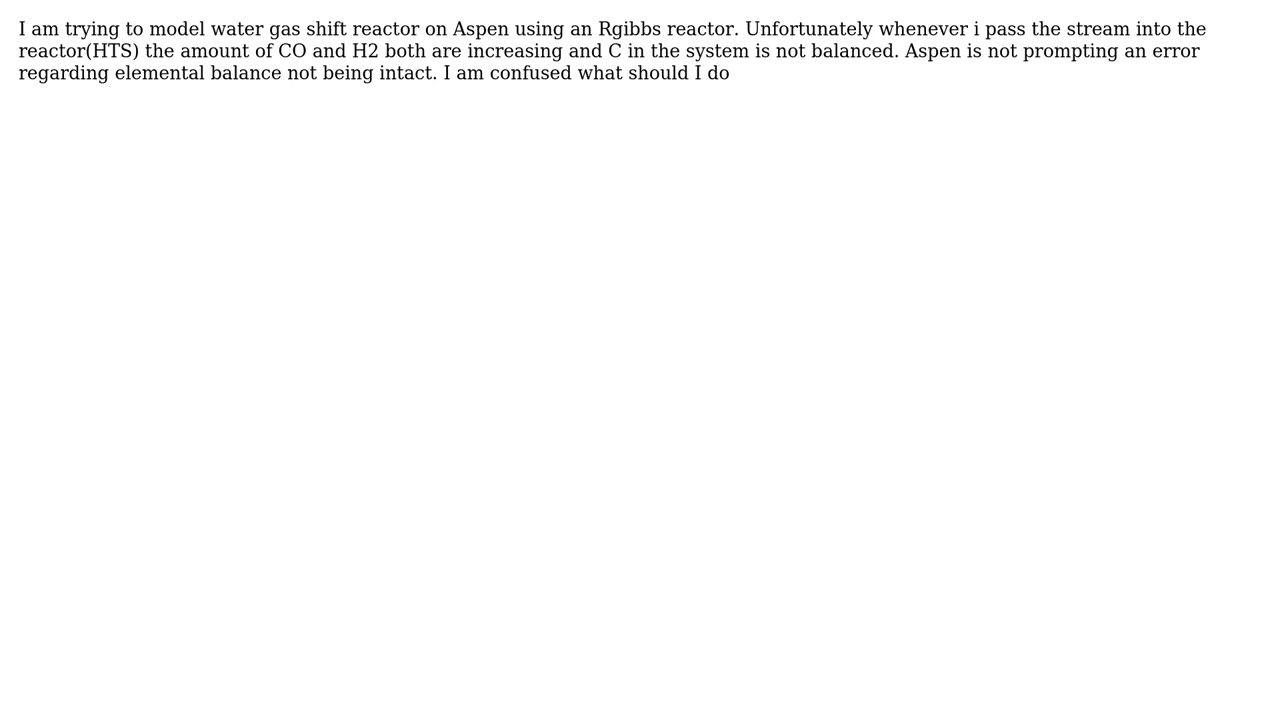 I am trying to model water gas shift reactor on Aspen using an Rgibbs reactor. Unfortunately whenever i pass the stream into the
reactor(HTS) the amount of CO and H2 both are increasing and C in the system is not balanced. Aspen is not prompting an error
regarding elemental balance not being intact. I am confused what should I do